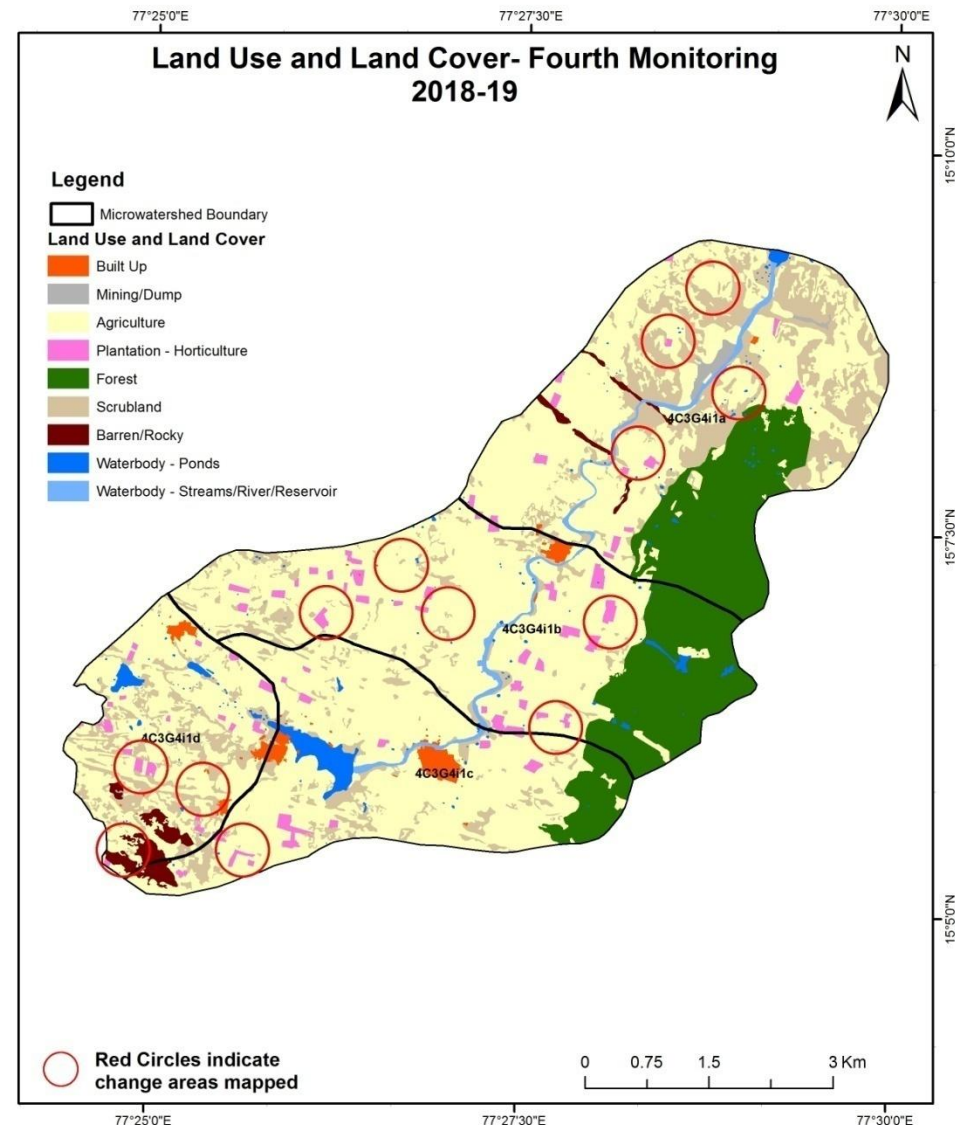 77°25'0"E 77°27'30"E 77°30'0"E
Land Use and Land Cover- Fourth Monitoring
2018-19
N
15°10'0"N
Legend
Microwatershed Boundary
Land Use and Land Cover
Built Up
Mining/Dump
Agriculture
Plantation - Horticulture
Forest
Scrubland
Barren/Rocky
Waterbody - Ponds
Waterbody - Streams/River/Reservoir
4C3G4i1a
15°7'30"N
4C3G4i1b
4C3G4i1d
4C3G4i1c
15°5'0"N
Red Circles indicate
change areas mapped
0 0.75 1.5 3 Km
77°25'0"E 77°27'30"E 77°30'0"E